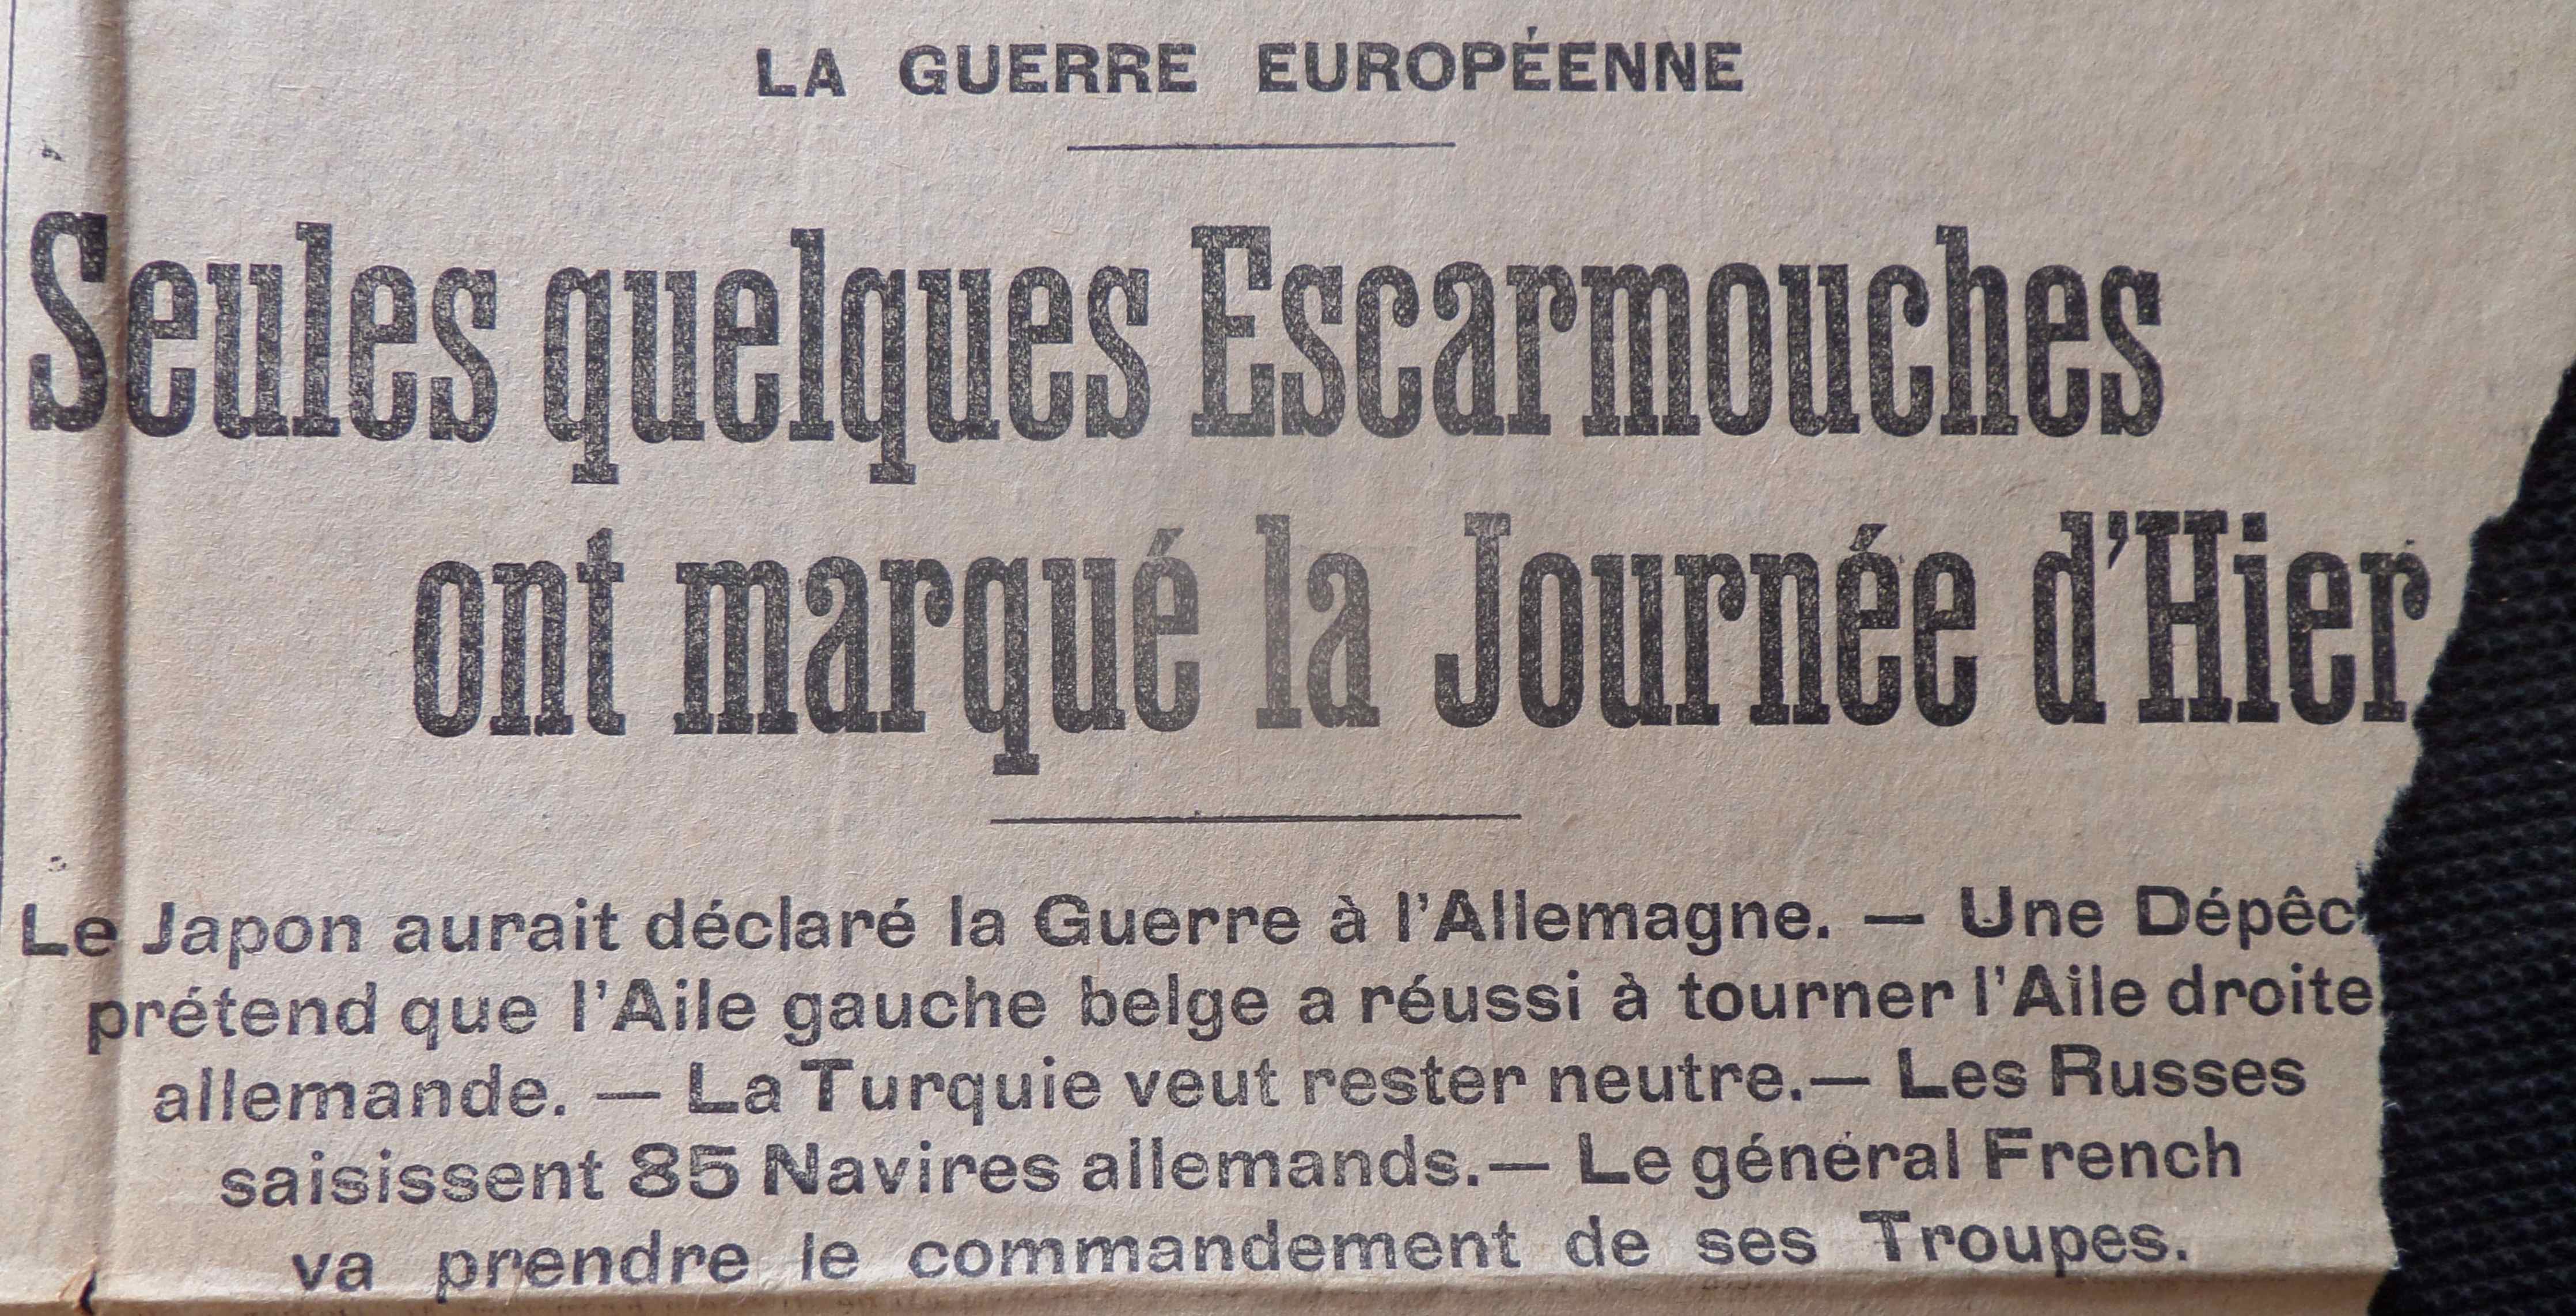 LA GUERRE EUROPÉENNE
Seules quelques Escarmouches
ont marqué la Journée d'Hier
Le Japon aurait déclaré la Guerre à l'Allemagne. — Une Dépêc
prétend que l'Aile gauche belge a réussi à tourner l'Aile droite
allemande. — La Turquie veut rester neutre. — Les Russes
saisissent 85 Navires allemands. — Le général French
va prendre le commandement de ses Troupes.